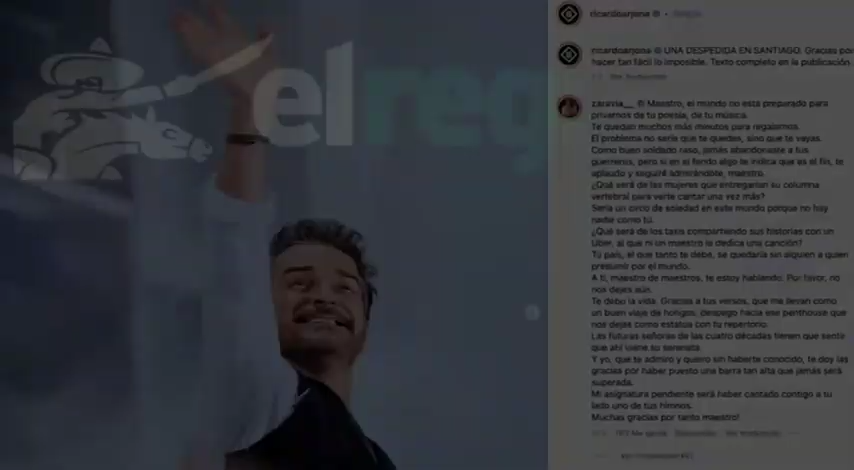 elreg
ricardoarjona
ricardoarjona UNA DESPEDIDA EN SANTIAGO. Gracias por
hacer tan fácil lo imposible. Texto completo en la publicación
zaravia__ Maestro, el mundo no está preparado para
privarnos de tu poesía, de tu música.
Te quedan muchos más minutos para regalarnos.
El problema no sería que te quedes, sino que te vayas.
Como buen soldado raso, jamás abandonaste a tus
guerreros, pero si en el fondo algo te indica que es el fin, te
aplaudo y seguiré admirándote, maestro.
¿Qué será de las mujeres que entregarían su columna
vertebral para verte cantar una vez más?
Sería un circo de soledad en este mundo porque no hay
nadie como tú.
¿Qué será de los taxis compartiendo sus historias con un
Uber, al que ni un maestro le dedica una canción?
Tu país, el que tanto te debe, se quedaría sin alguien a quien
presumir por el mundo.
A ti, maestro de maestros, te estoy hablando. Por favor, no
nos dejes aún.
Te debo la vida. Gracias a tus versos, que me llevan como
un buen viaje de hongos, despego hacia ese penthouse que
nos dejas como estatua con tu repertorio.
Las futuras señoras de las cuatro décadas tienen que sentir
que ahí viene su serenata.
Y yo, que te admiro y quiero sin haberte conocido, te doy las
gracias por haber puesto una barra tan alta que jamás será
superada.
Mi asignatura pendiente será haber cantado contigo a tu
lado uno de tus himnos.
Muchas gracias por tanto maestro!